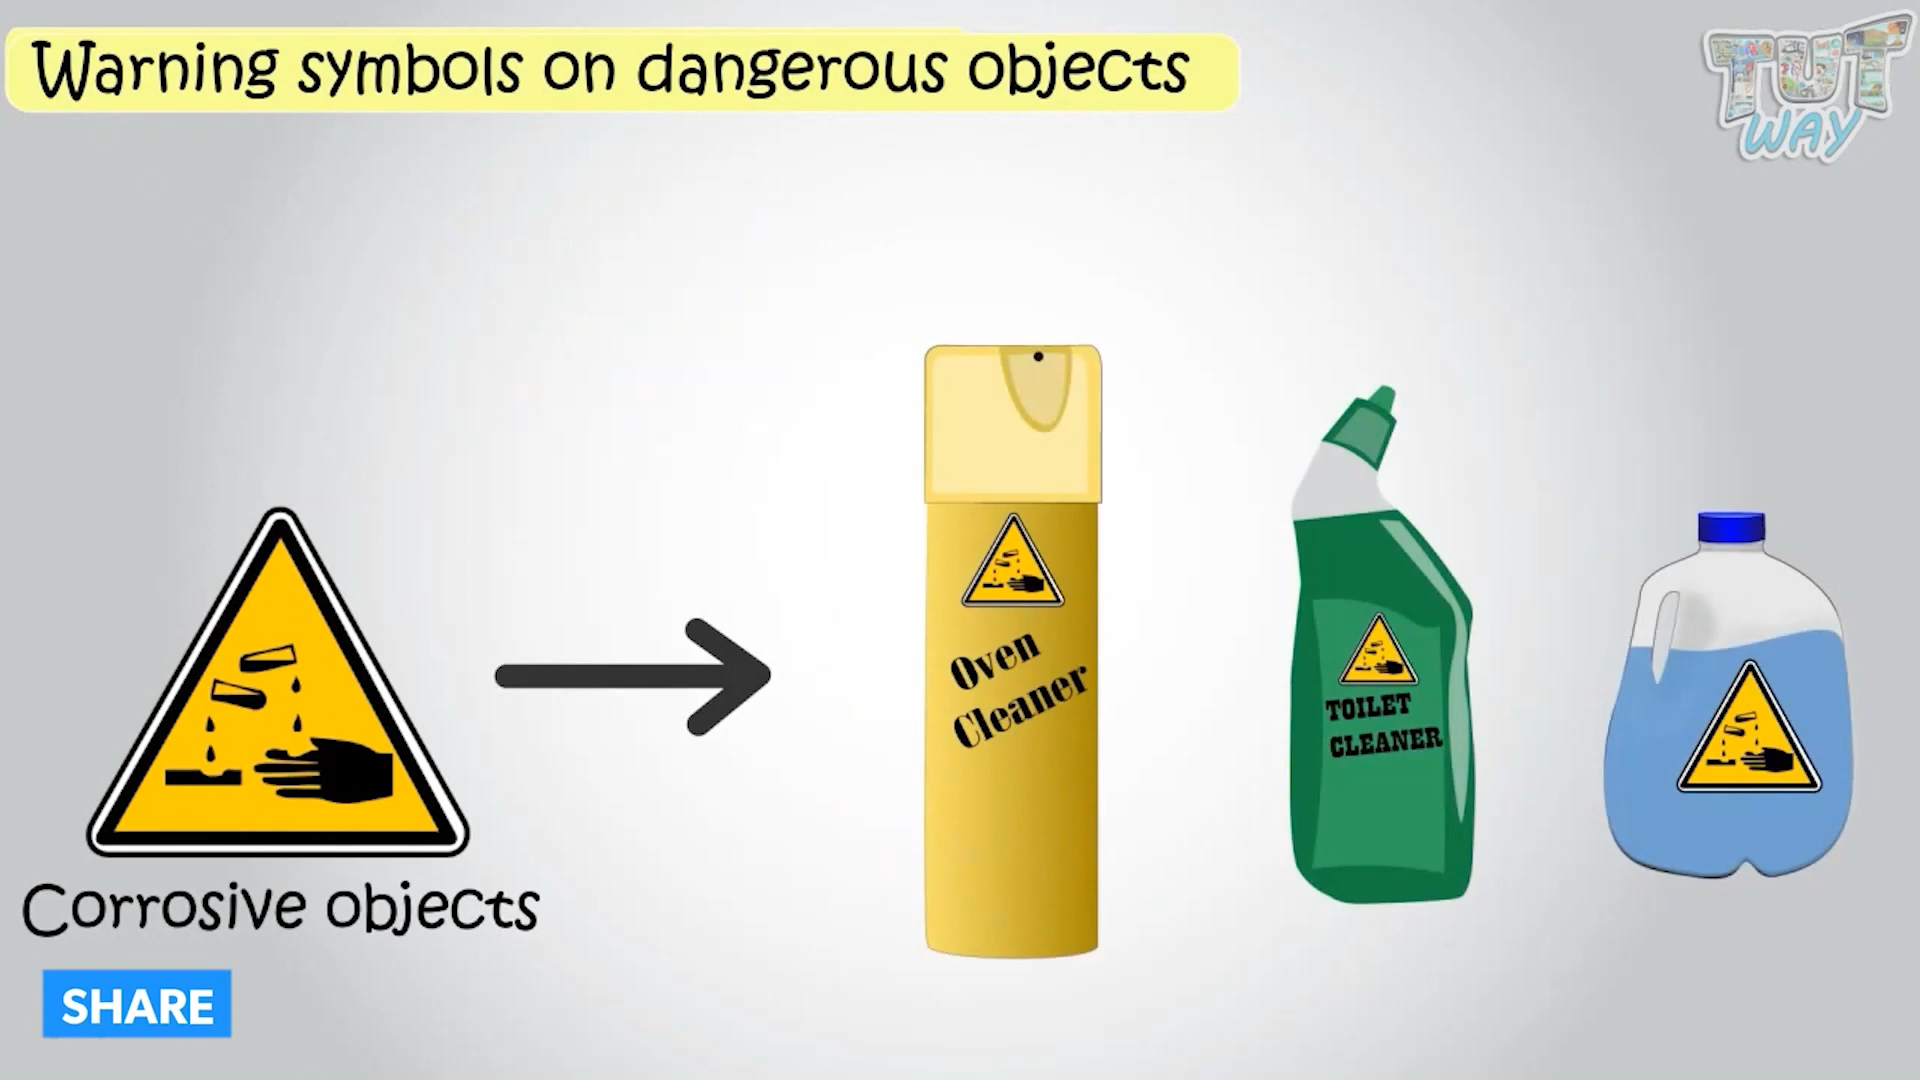 Warning symbols on dangerous objects
TUT
WAY
Oven
Cleaner
TOILET
CLEANER
Corrosive objects
SHARE